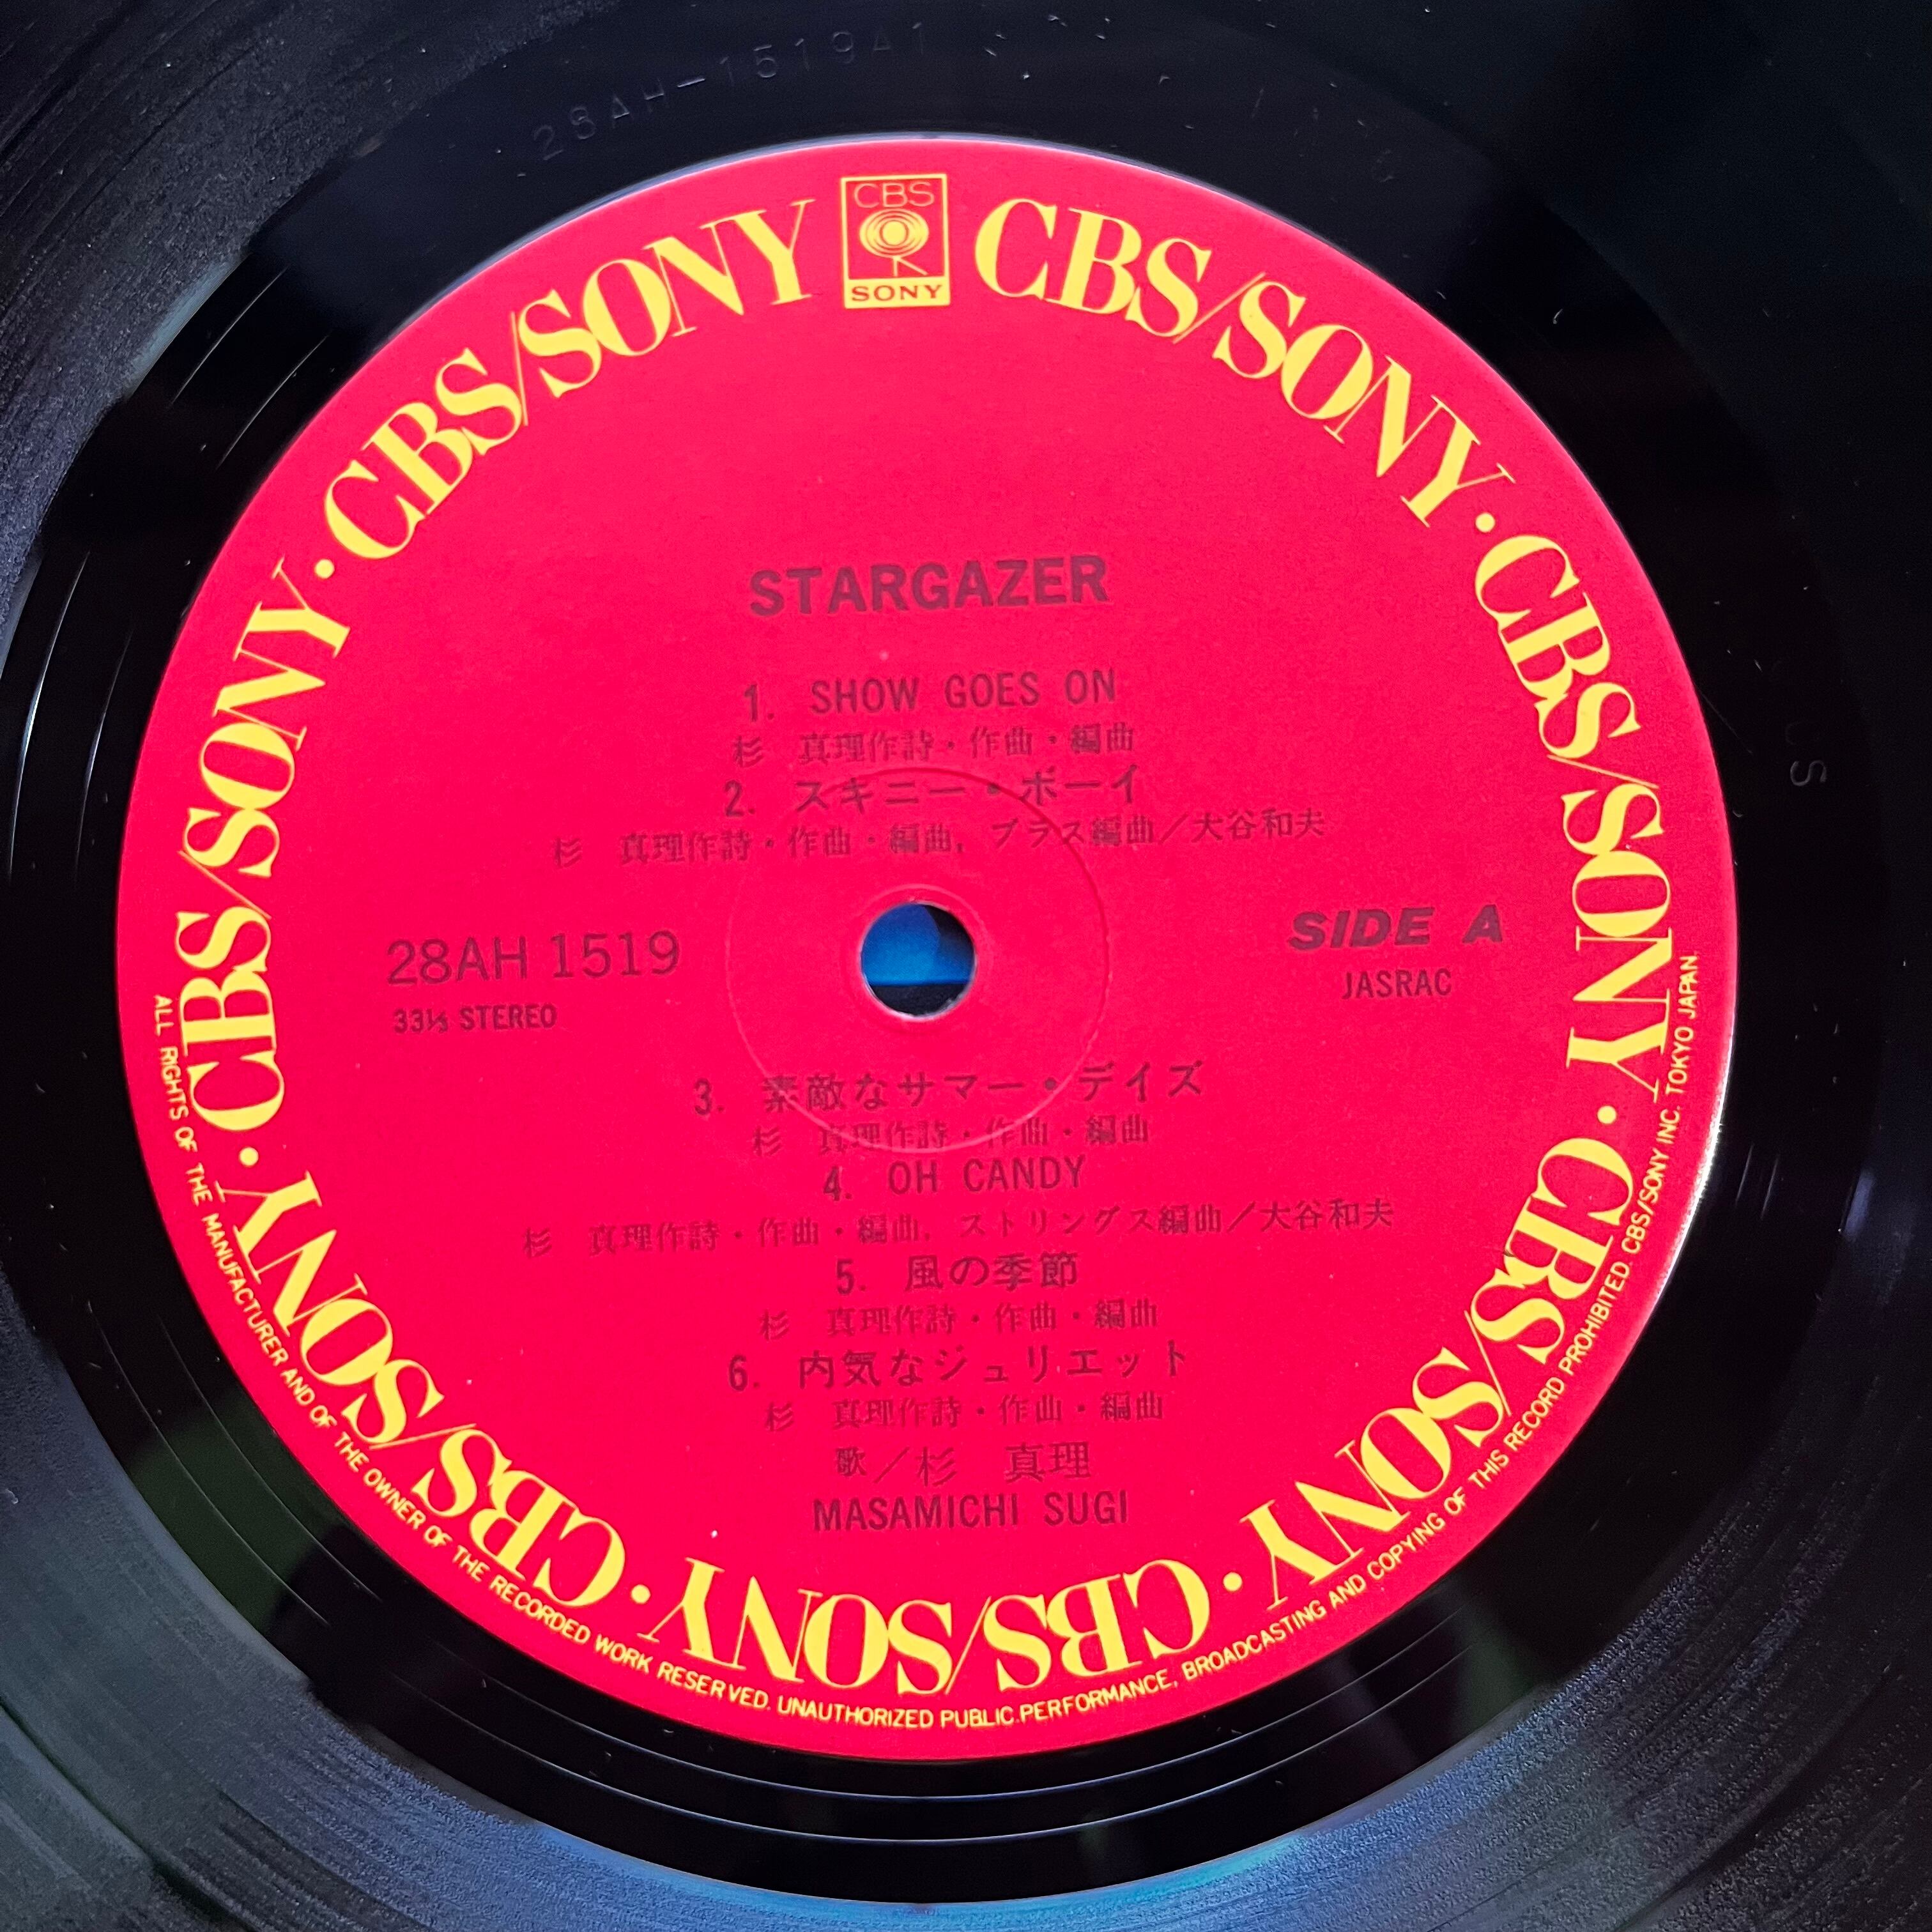 28AH-1519A1
CBS
SONY
CBS/SONY · CBS/SONY · CBS/SONY · CBS/SONY · CBS/SONY · CBS/SONY · CBS/SONY
STARGAZER
1. SHOW GOES ON
杉 真理作詩・作曲・編曲
2. スキニー・ボーイ
杉 真理作詩・作曲・編曲, ブラス編曲／大谷和夫
28AH 1519
33⅓ STEREO
SIDE A
JASRAC
3. 素敵なサマー・デイズ
杉 真理作詩・作曲・編曲
4. OH CANDY
杉 真理作詩・作曲・編曲, ストリングス編曲／大谷和夫
5. 風の季節
杉 真理作詩・作曲・編曲
6. 内気なジュリエット
杉 真理作詩・作曲・編曲
歌／杉 真理
MASAMICHI SUGI
ALL RIGHTS OF THE MANUFACTURER AND OF THE OWNER OF THE RECORDED WORK RESERVED. UNAUTHORIZED PUBLIC PERFORMANCE, BROADCASTING AND COPYING OF THIS RECORD PROHIBITED. CBS/SONY INC. TOKYO JAPAN.